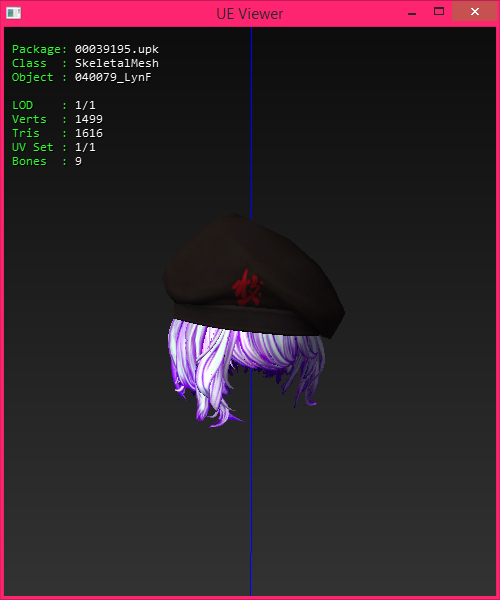 UE Viewer
Package: 00039195.upk
Class : SkeletalMesh
Object : 040079_LynF
LOD : 1/1
Verts : 1499
Tris : 1616
UV Set : 1/1
Bones : 9
校